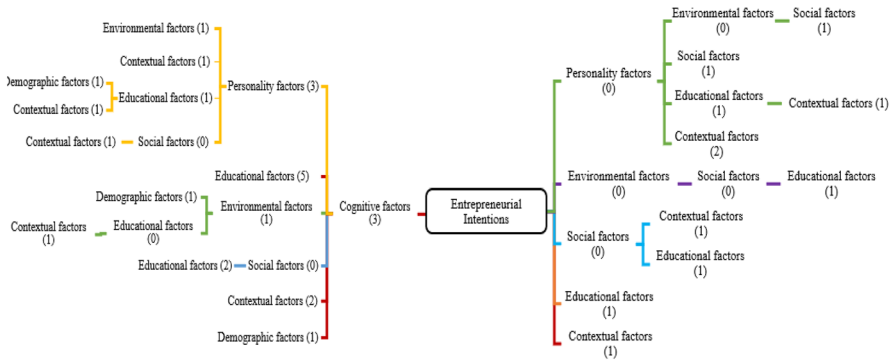 Environmental factors (1)
Contextual factors (1)
Personality factors (3)
Demographic factors (1)
Educational factors (1)
Contextual factors (1)
Contextual factors (1)
Social factors (0)
Educational factors (5)
Demographic factors (1)
Environmental factors
(1)
Cognitive factors
(3)
Contextual factors
(1)
Educational factors
(0)
Educational factors (2)
Social factors (0)
Contextual factors (2)
Demographic factors (1)
Entrepreneurial
Intentions
Environmental factors
(0)
Social factors
(1)
Personality factors
(0)
Social factors
(1)
Educational factors
(1)
Contextual factors (1)
Contextual factors
(2)
Environmental factors
(0)
Social factors
(0)
Educational factors
(1)
Social factors
(0)
Contextual factors
(1)
Educational factors
(1)
Educational factors
(1)
Contextual factors
(1)